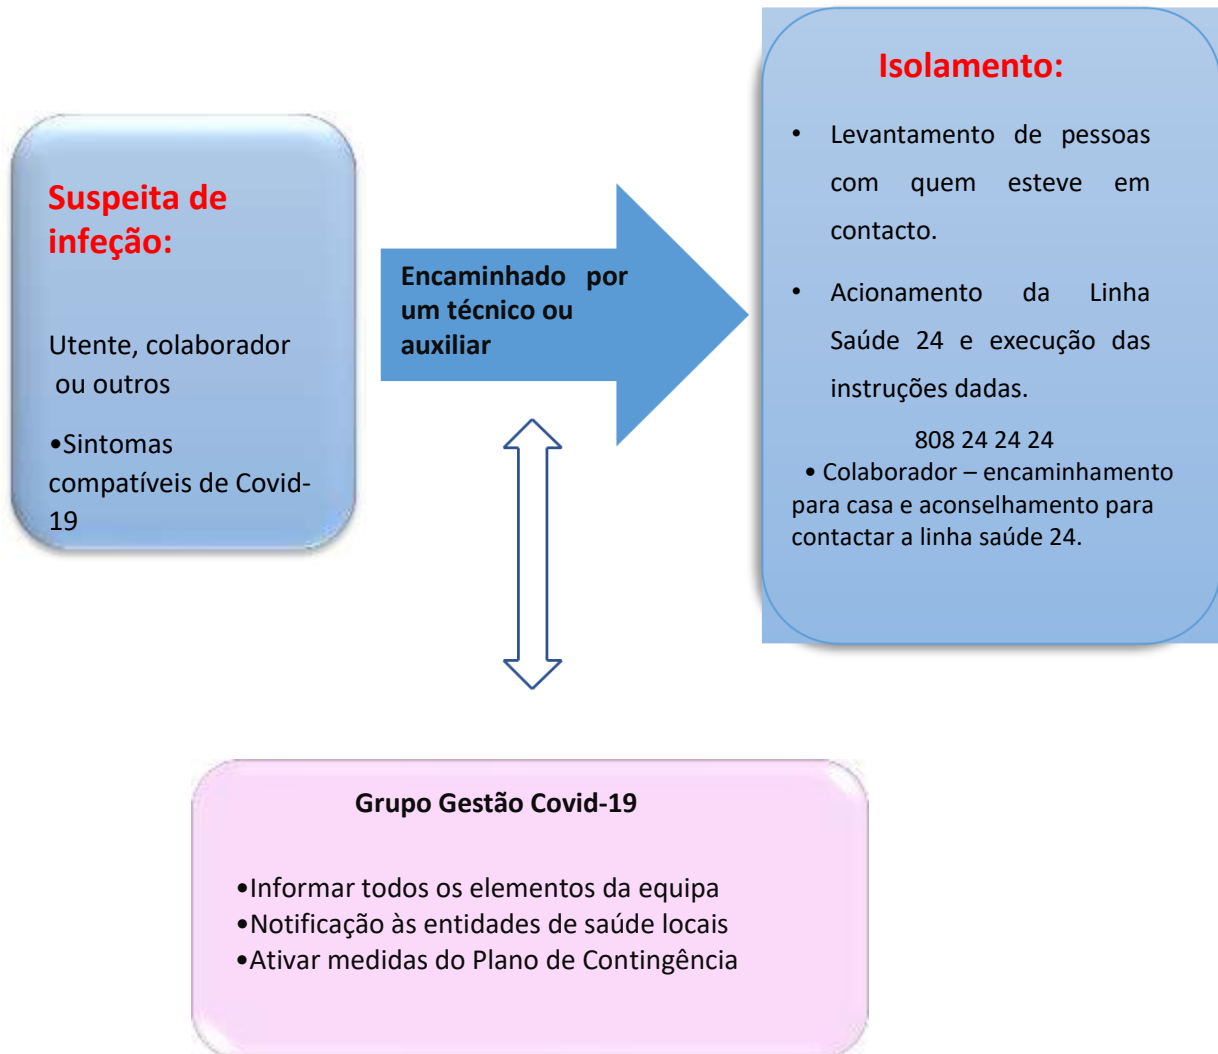 Suspeita de
infeção:
Utente, colaborador
ou outros
•Sintomas
compatíveis de Covid-
19
Encaminhado por
um técnico ou
auxiliar
Isolamento:
• Levantamento de pessoas
com quem esteve em
contacto.
• Acionamento da Linha
Saúde 24 e execução das
instruções dadas.
808 24 24 24
• Colaborador – encaminhamento
para casa e aconselhamento para
contactar a linha saúde 24.
Grupo Gestão Covid-19
•Informar todos os elementos da equipa
•Notificação às entidades de saúde locais
•Ativar medidas do Plano de Contingência